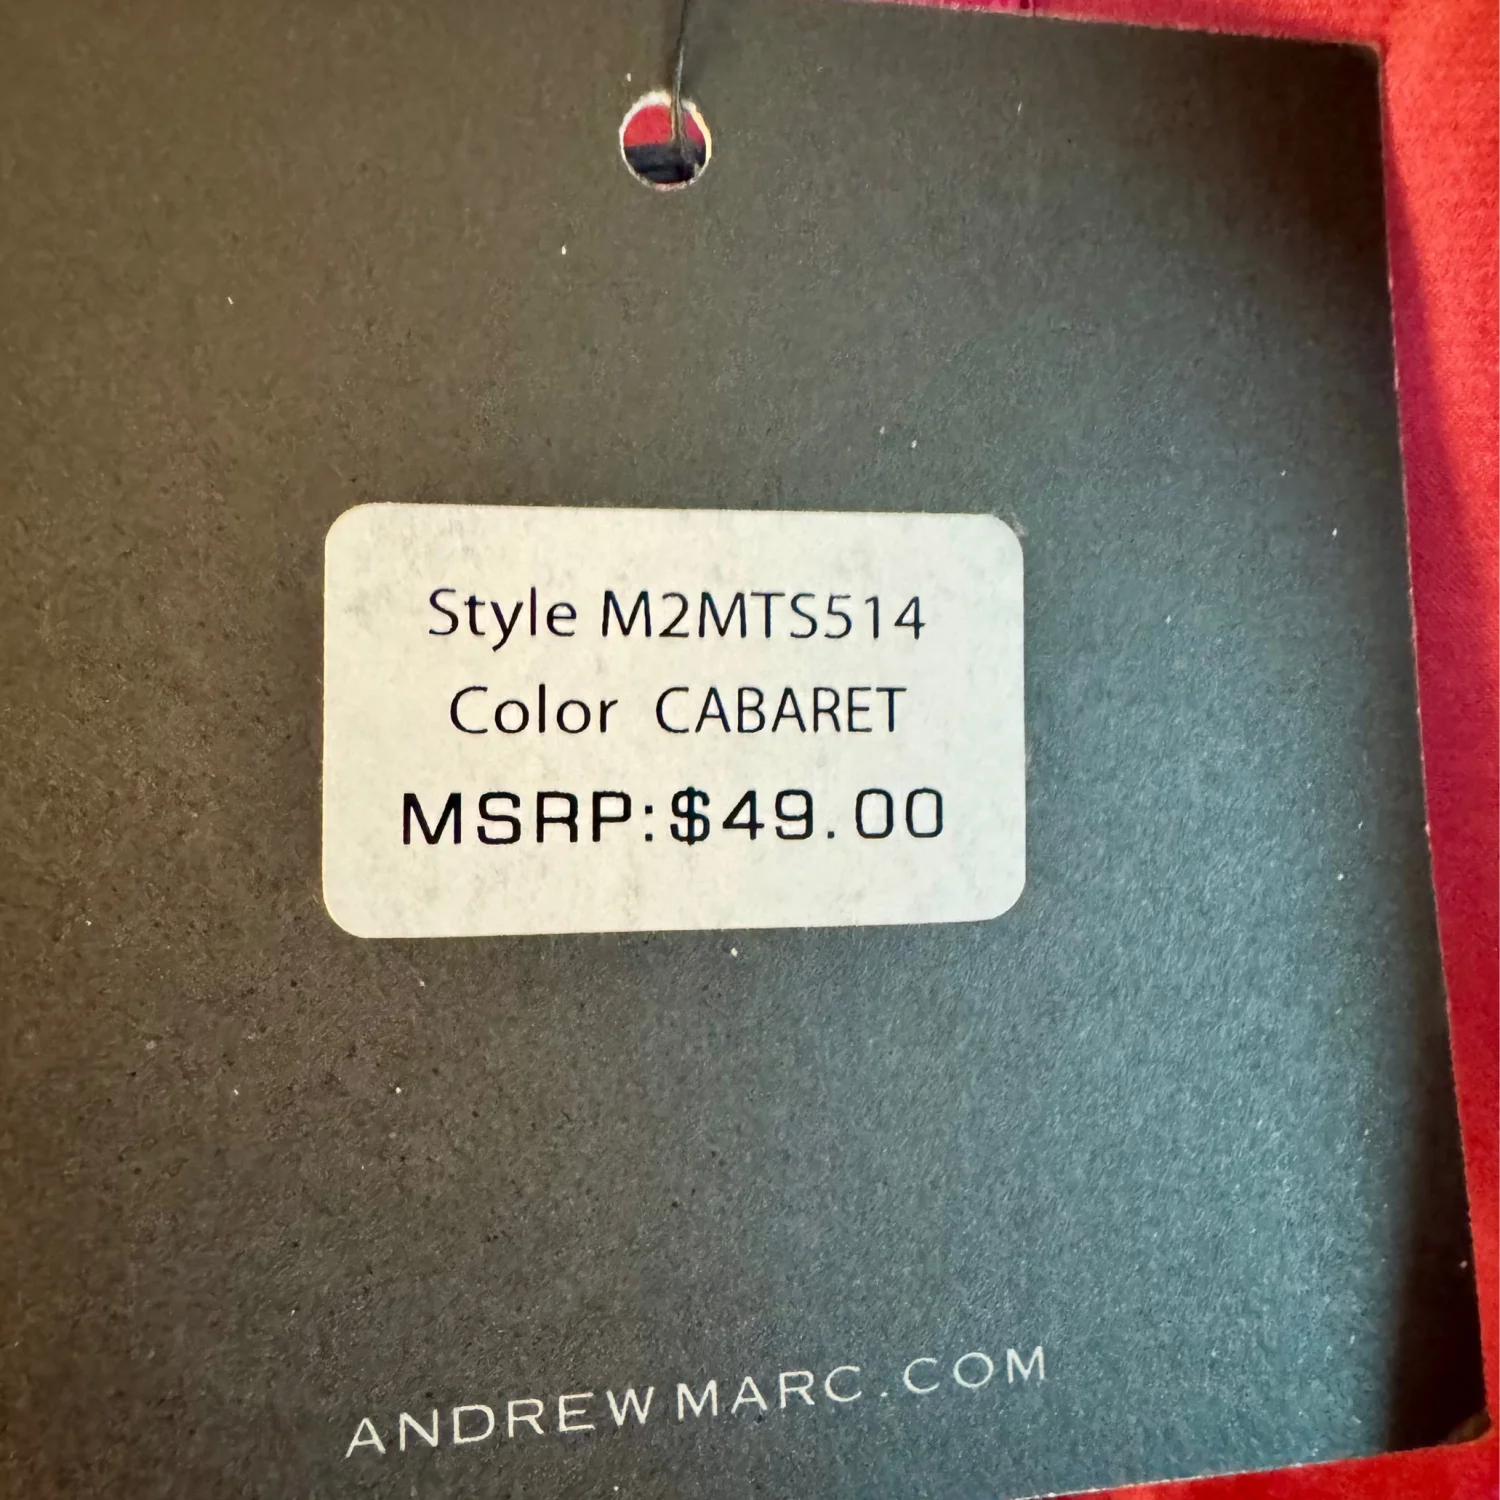 Style M2MTS514
Color CABARET
MSRP:$49.00
ANDREWMARC.COM